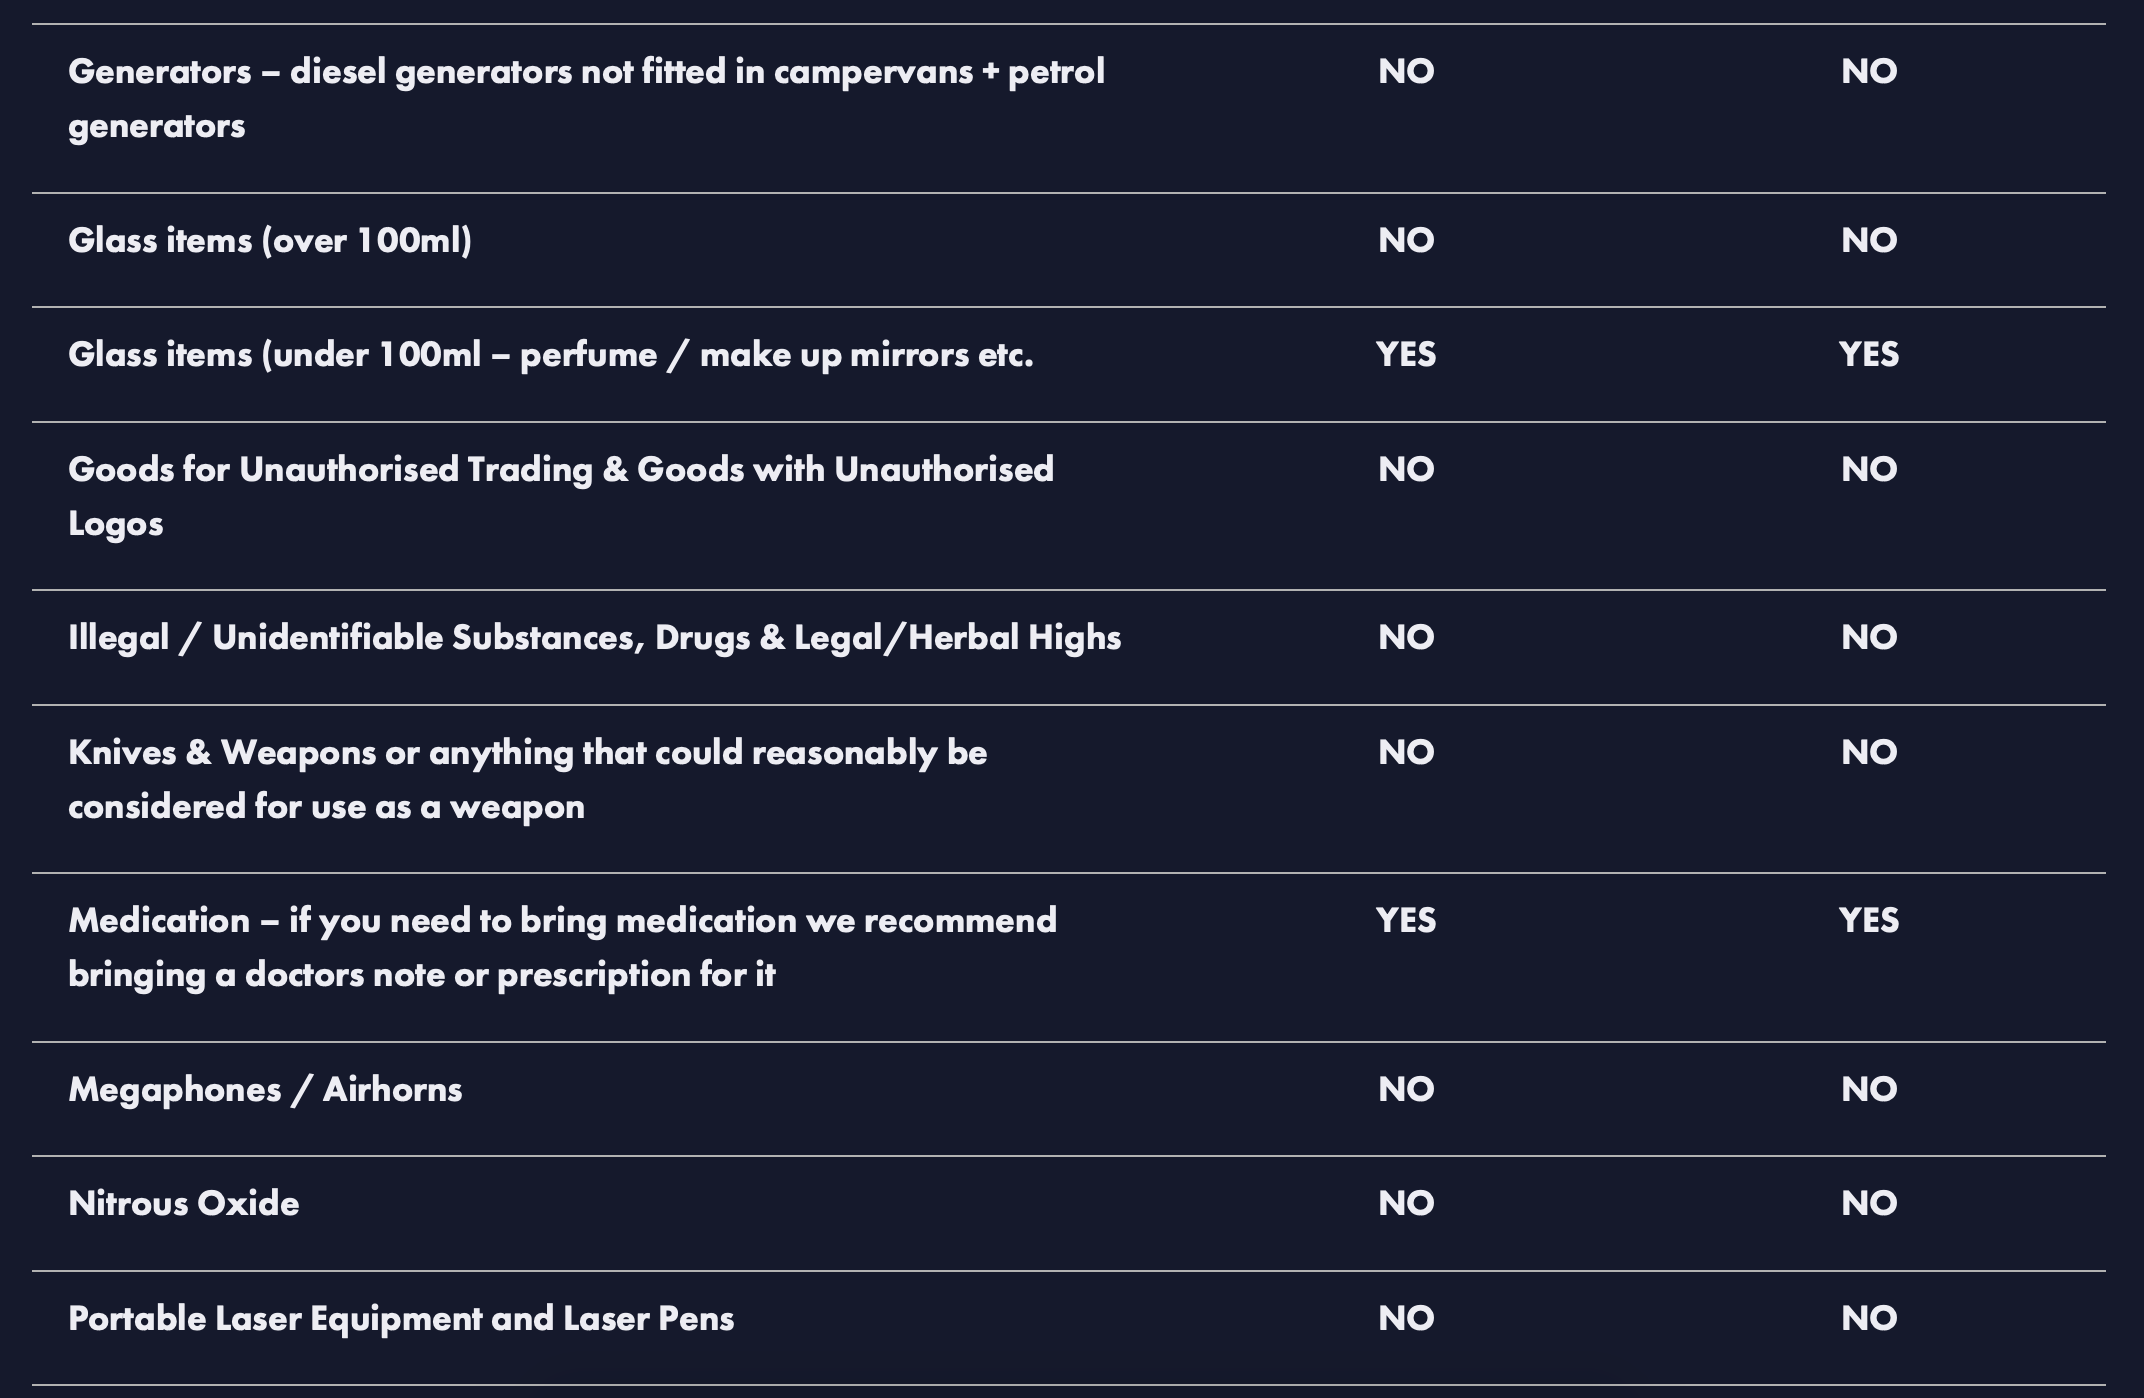 Generators – diesel generators not fitted in campervans + petrol NO NO
generators
Glass items (over 100ml) NO NO
Glass items (under 100ml – perfume / make up mirrors etc. YES YES
Goods for Unauthorised Trading & Goods with Unauthorised NO NO
Logos
Illegal / Unidentifiable Substances, Drugs & Legal/Herbal Highs NO NO
Knives & Weapons or anything that could reasonably be NO NO
considered for use as a weapon
Medication – if you need to bring medication we recommend YES YES
bringing a doctors note or prescription for it
Megaphones / Airhorns NO NO
Nitrous Oxide NO NO
Portable Laser Equipment and Laser Pens NO NO